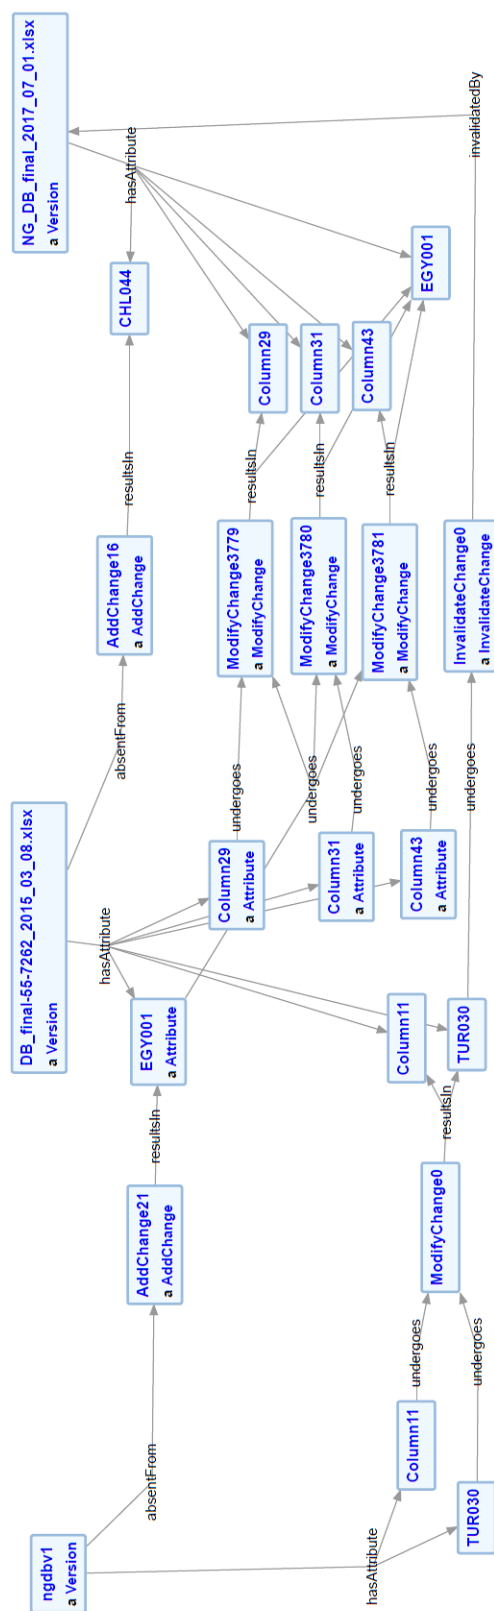 ngdbv1
a Version
absentFrom
hasAttribute
Column11
TUR030
undergoes
undergoes
AddChange21
a AddChange
ModifyChange0
resultsIn
resultsIn
DB_final-55-7262_2015_03_08.xlsx
a Version
hasAttribute
EGY001
a Attribute
Column11
TUR030
absentFrom
Column29
a Attribute
Column31
a Attribute
Column43
a Attribute
undergoes
undergoes
undergoes
undergoes
undergoes
AddChange16
a AddChange
ModifyChange3779
a ModifyChange
ModifyChange3780
a ModifyChange
ModifyChange3781
a ModifyChange
InvalidateChange0
a InvalidateChange
resultsIn
resultsIn
resultsIn
resultsIn
NG_DB_final_2017_07_01.xlsx
a Version
hasAttribute
CHL044
Column29
Column31
Column43
EGY001
invalidatedBy